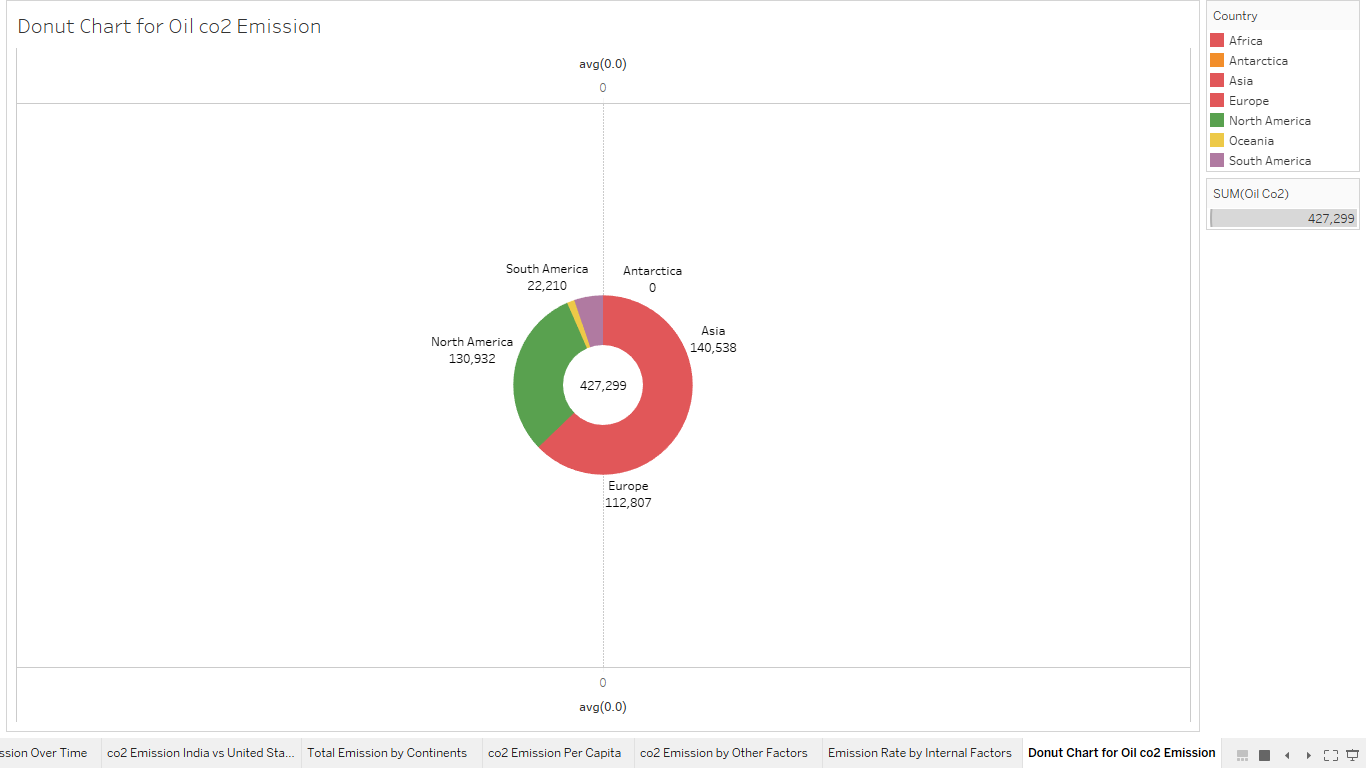 Donut Chart for Oil co2 Emission
avg(0.0)
0
South America
22,210
Antarctica
0
Asia
140,538
North America
130,932
427,299
Europe
112,807
0
avg(0.0)
Country
Africa
Antarctica
Asia
Europe
North America
Oceania
South America
SUM(Oil Co2)
427,299
ssion Over Time
co2 Emission India vs United Sta...
Total Emission by Continents
co2 Emission Per Capita
co2 Emission by Other Factors
Emission Rate by Internal Factors
Donut Chart for Oil co2 Emission